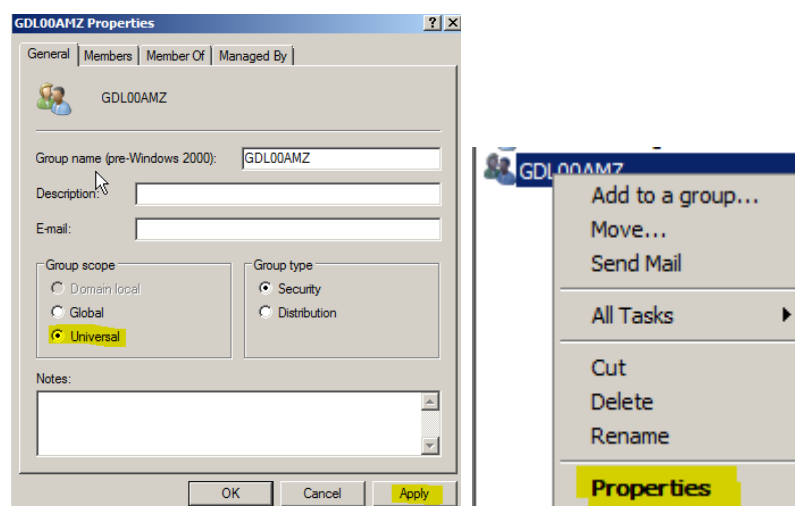 GDL00AMZ Properties
General Members Member Of Managed By
GDL00AMZ
Group name (pre-Windows 2000): GDL00AMZ
Description:
E-mail:
Group scope
Domain local
Global
Universal
Group type
Security
Distribution
Notes:
OK Cancel Apply
GDL00AMZ
Add to a group...
Move...
Send Mail
All Tasks
Cut
Delete
Rename
Properties